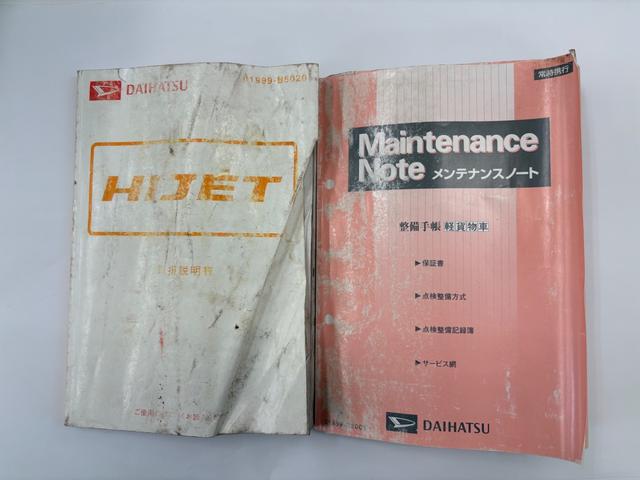 DAIHATSU
01999-B5020
HIJET
扱説明書
DAIHATSU
常時携行
Maintenance
Note メンテナンスノート
整備手帳 軽貨物車
▶保証書
▶点検整備方式
▶点検整備記録簿
▶サービス網